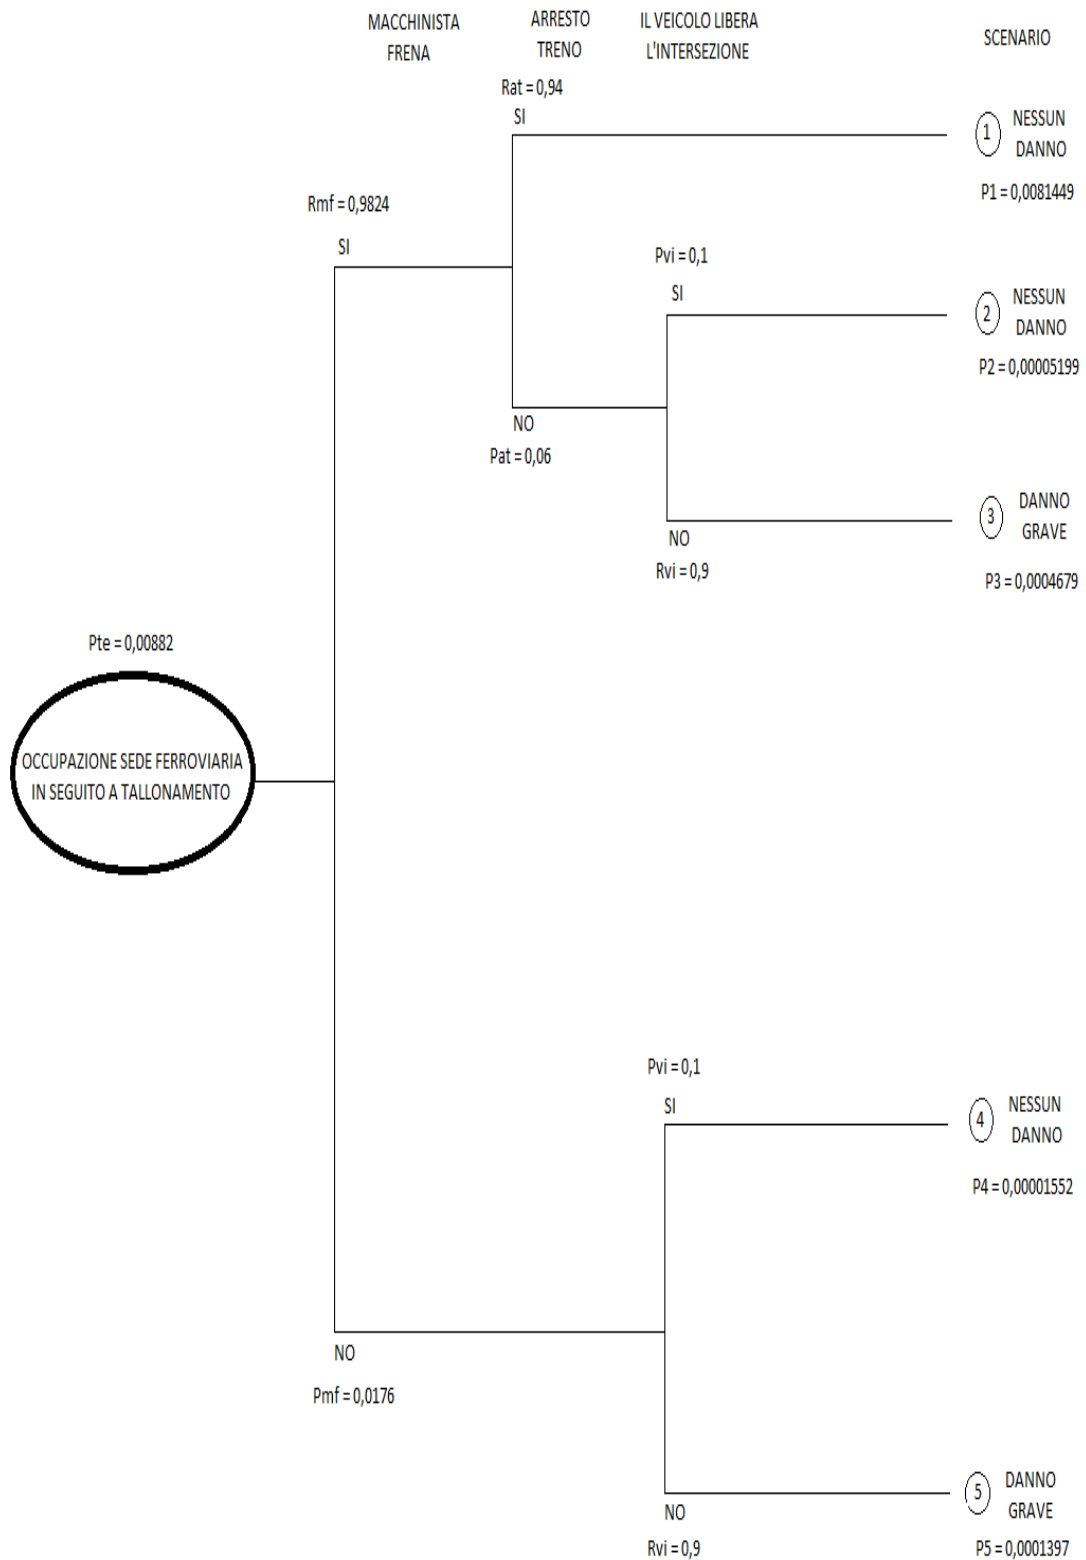 MACCHINISTA
FRENA
ARRESTO
TRENO
IL VEICOLO LIBERA
L'INTERSEZIONE
SCENARIO
Rat = 0,94
SI
1
NESSUN
DANNO
P1 = 0,0081449
Rmf = 0,9824
SI
Pvi = 0,1
SI
2
NESSUN
DANNO
P2 = 0,00005199
NO
Pat = 0,06
3
DANNO
GRAVE
NO
Rvi = 0,9
P3 = 0,0004679
Pte = 0,00882
OCCUPAZIONE SEDE FERROVIARIA
IN SEGUITO A TALLONAMENTO
Pvi = 0,1
SI
4
NESSUN
DANNO
P4 = 0,00001552
NO
Pmf = 0,0176
5
DANNO
GRAVE
NO
Rvi = 0,9
P5 = 0,0001397